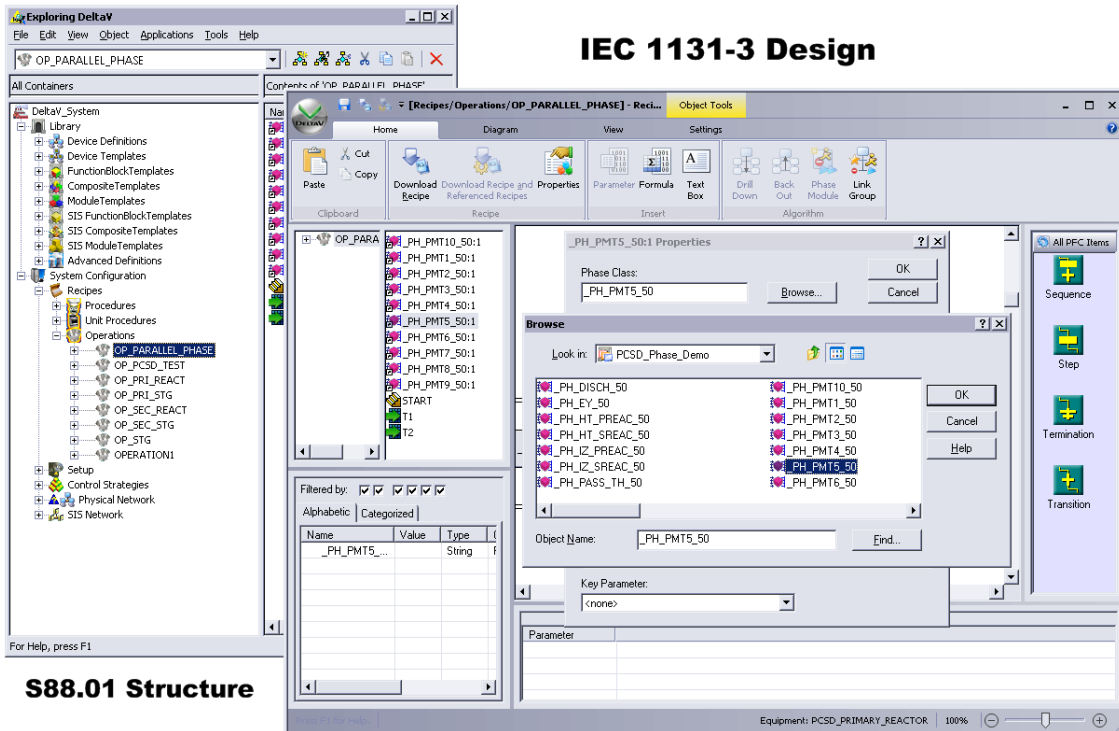 Exploring DeltaV
File Edit View Object Applications Tools Help
OP_PARALLEL_PHASE
All Containers
Contents of 'OP_PARALLEL_PHASE'
DeltaV_System
Library
Device Definitions
Device Templates
FunctionBlockTemplates
CompositeTemplates
ModuleTemplates
SIS FunctionBlockTemplates
SIS CompositeTemplates
SIS ModuleTemplates
Advanced Definitions
System Configuration
Recipes
Procedures
Unit Procedures
Operations
OP_PARALLEL_PHASE
OP_PCSD_TEST
OP_PRI_REACT
OP_PRI_STG
OP_SEC_REACT
OP_SEC_STG
OP_STG
OPERATION1
Setup
Control Strategies
Physical Network
SIS Network
For Help, press F1
S88.01 Structure
IEC 1131-3 Design
DELTAV
[Recipes/Operations/OP_PARALLEL_PHASE] - Reci...
Object Tools
Home Diagram View Settings
Paste
Cut
Copy
Clipboard
Download Recipe
Download Recipe and Referenced Recipes
Properties
Recipe
Parameter
Formula
Text Box
Insert
Drill Down
Back Out
Phase Module
Link Group
Algorithm
OP_PARA
_PH_PMT10_50:1
_PH_PMT1_50:1
_PH_PMT2_50:1
_PH_PMT3_50:1
_PH_PMT4_50:1
_PH_PMT5_50:1
_PH_PMT6_50:1
_PH_PMT7_50:1
_PH_PMT8_50:1
_PH_PMT9_50:1
START
T1
T2
Filtered by:
Alphabetic Categorized
Name Value Type
_PH_PMT5_... String
_PH_PMT5_50:1 Properties
Phase Class:
_PH_PMT5_50
Browse...
OK
Cancel
Browse
Look in: PCSD_Phase_Demo
_PH_DISCH_50
_PH_EY_50
_PH_HT_PREAC_50
_PH_HT_SREAC_50
_PH_IZ_PREAC_50
_PH_IZ_SREAC_50
_PH_PASS_TH_50
_PH_PMT10_50
_PH_PMT1_50
_PH_PMT2_50
_PH_PMT3_50
_PH_PMT4_50
_PH_PMT5_50
_PH_PMT6_50
OK
Cancel
Help
Object Name: _PH_PMT5_50
Find...
Key Parameter:
<none>
All PFC Items
Sequence
Step
Termination
Transition
Parameter
Press F1 for Help
Equipment: PCSD_PRIMARY_REACTOR 100%